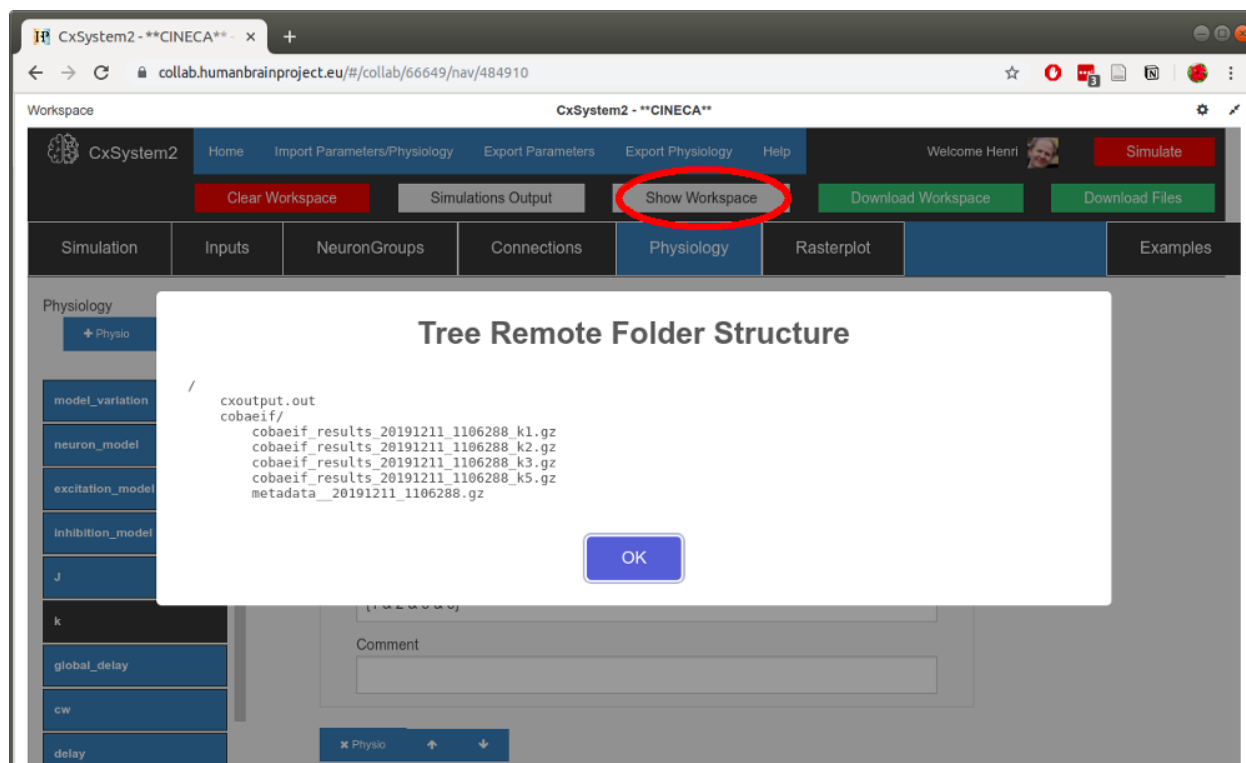 CxSystem2 - **CINECA** -
collab.humanbrainproject.eu/#/collab/66649/nav/484910
3
Workspace
CxSystem2 - **CINECA**
CxSystem2
Home
Import Parameters/Physiology
Export Parameters
Export Physiology
Help
Welcome Henri
Simulate
Clear Workspace
Simulations Output
Show Workspace
Download Workspace
Download Files
Simulation
Inputs
NeuronGroups
Connections
Physiology
Rasterplot
Examples
Physiology
+ Physio
Tree Remote Folder Structure
/
cxoutput.out
cobaeif/
cobaeif_results_20191211_1106288_k1.gz
cobaeif_results_20191211_1106288_k2.gz
cobaeif_results_20191211_1106288_k3.gz
cobaeif_results_20191211_1106288_k5.gz
metadata__20191211_1106288.gz
OK
model_variation
neuron_model
excitation_model
inhibition_model
J
k
global_delay
cw
delay
Comment
× Physio